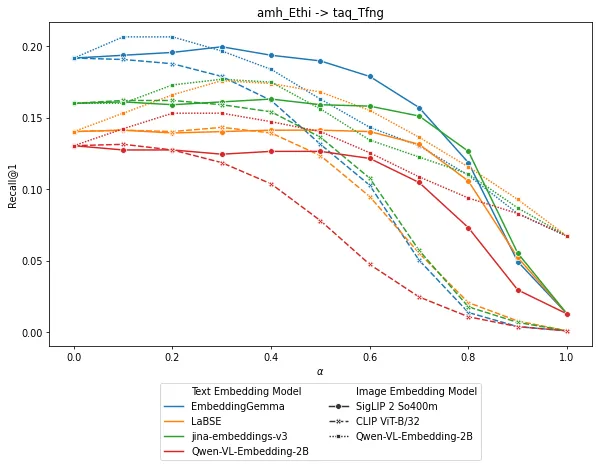 amh_Ethi -> taq_Tfng
Recall@1
0.20
0.15
0.10
0.05
0.00
0.0 0.2 0.4 0.6 0.8 1.0
α
Text Embedding Model
EmbeddingGemma
LaBSE
jina-embeddings-v3
Qwen-VL-Embedding-2B
Image Embedding Model
SigLIP 2 So400m
CLIP ViT-B/32
Qwen-VL-Embedding-2B